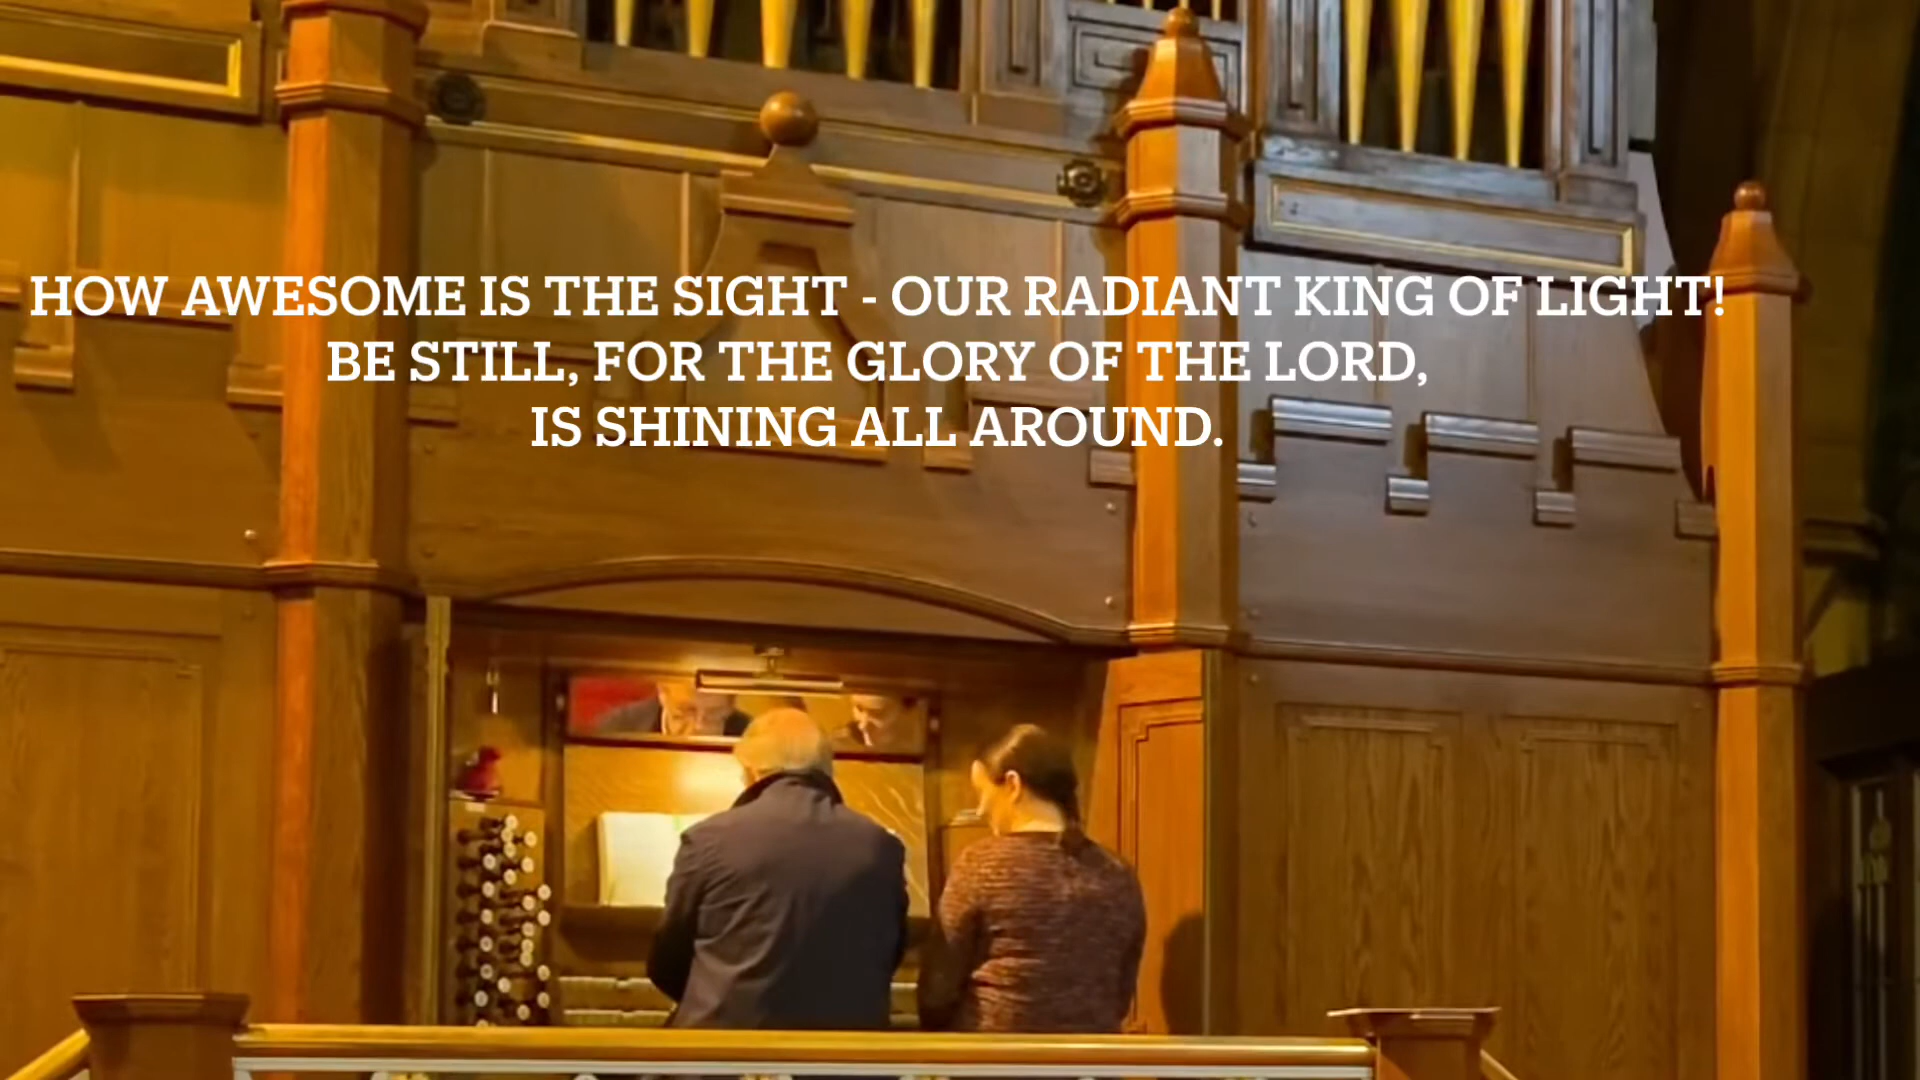 HOW AWESOME IS THE SIGHT - OUR RADIANT KING OF LIGHT!
BE STILL, FOR THE GLORY OF THE LORD,
IS SHINING ALL AROUND.